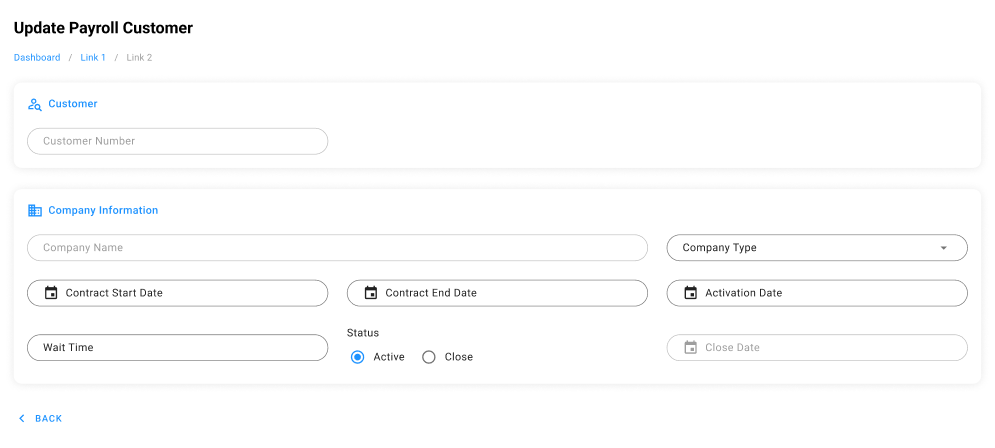 Update Payroll Customer
Dashboard / Link 1 / Link 2
Customer
Customer Number
Company Information
Company Name Company Type
Contract Start Date Contract End Date Activation Date
Status
Wait Time Active Close Close Date
BACK